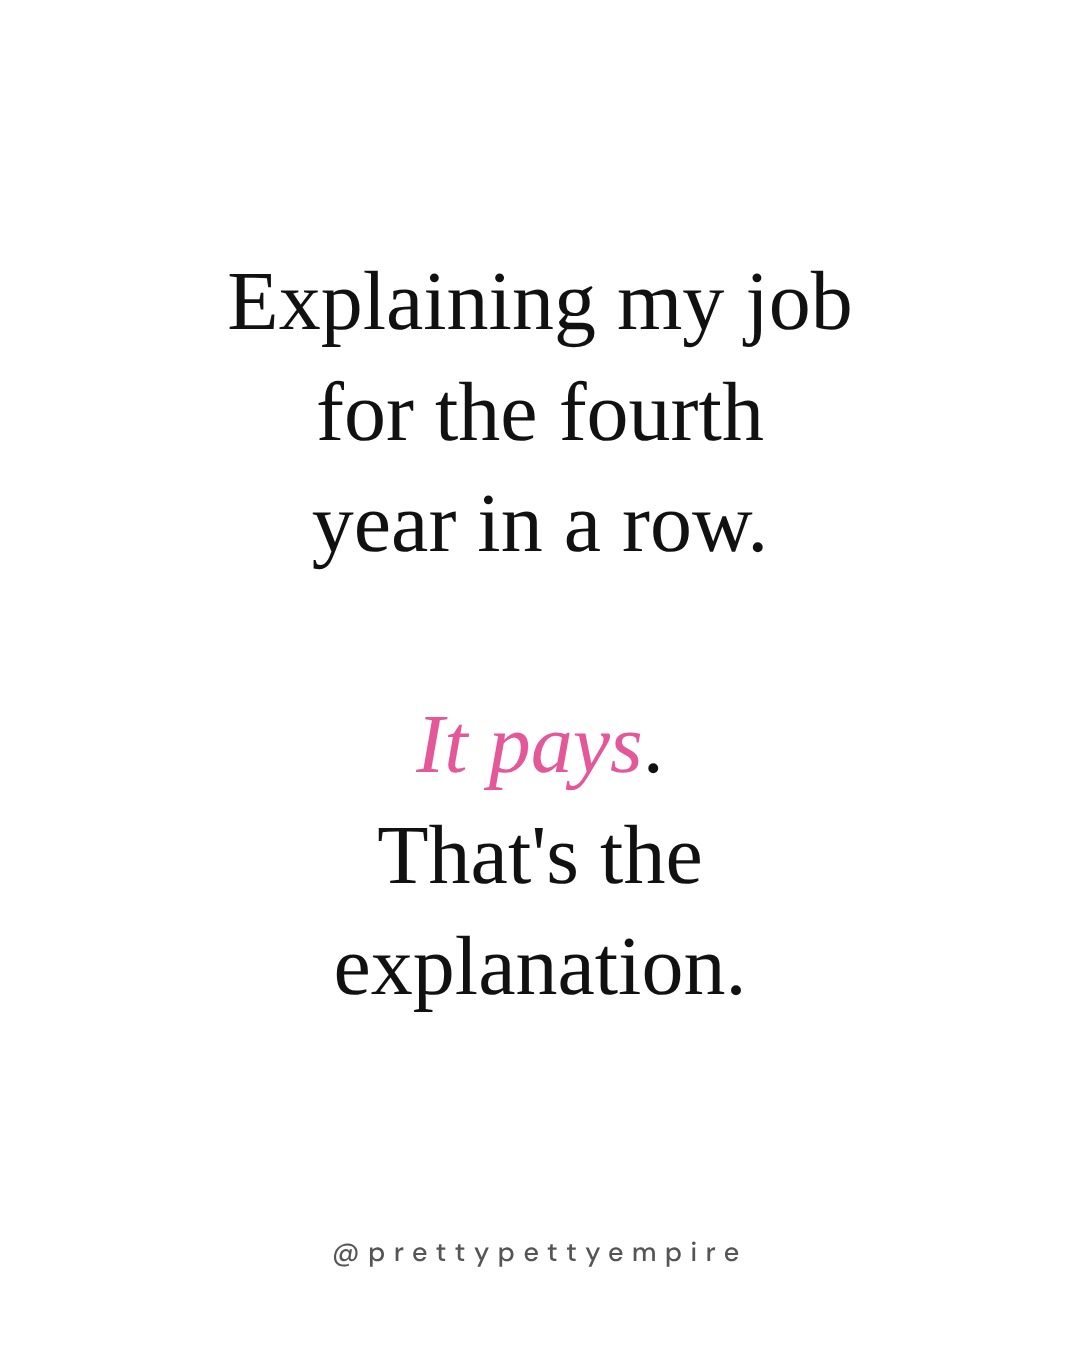 Explaining my job
for the fourth
year in a row.
It pays.
That's the
explanation.
@prettypettyempire